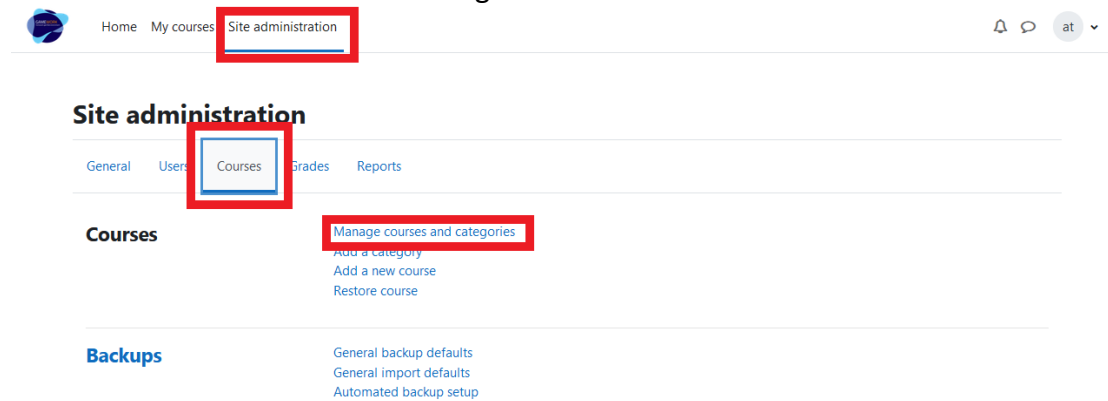 Home My courses Site administration at
Site administration
General Users Courses Grades Reports
Courses Manage courses and categories
Add a category
Add a new course
Restore course
Backups General backup defaults
General import defaults
Automated backup setup